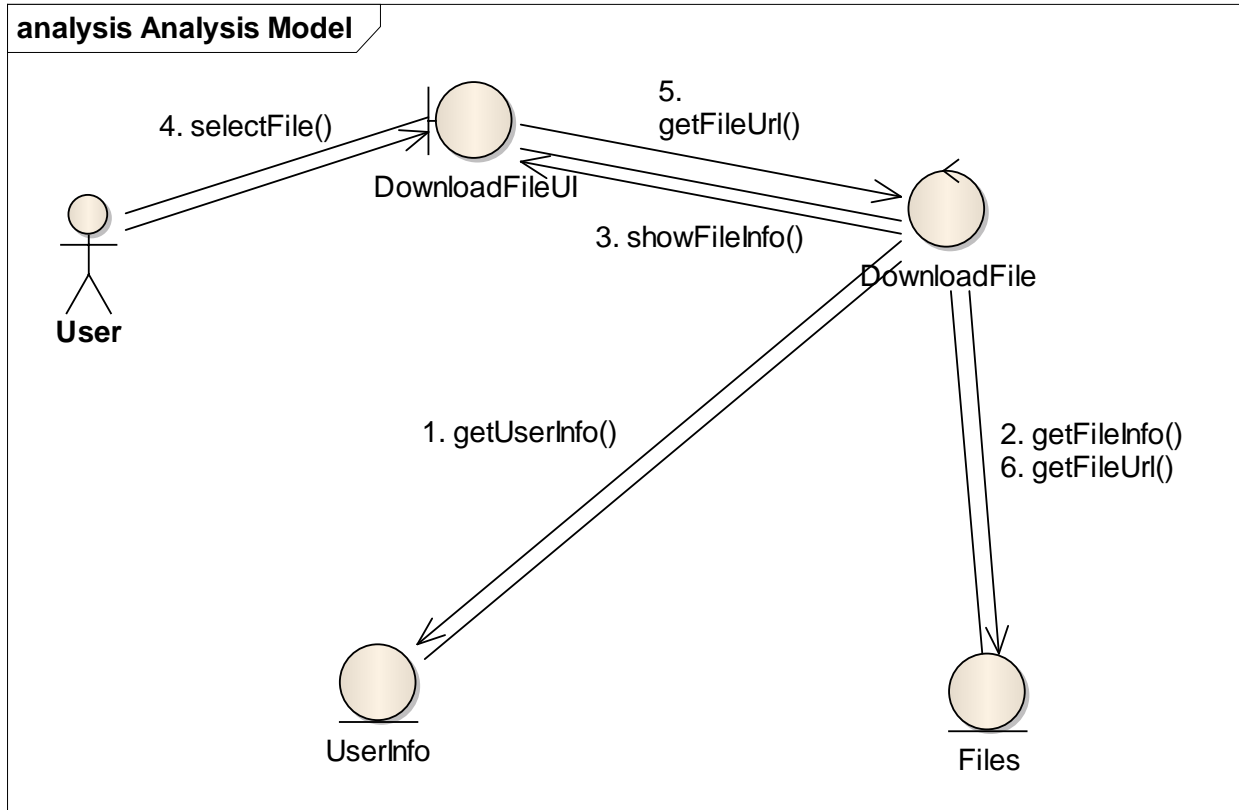 analysis Analysis Model
4. selectFile()
5.
getFileUrl()
DownloadFileUI
3. showFileInfo()
DownloadFile
User
1. getUserInfo()
2. getFileInfo()
6. getFileUrl()
UserInfo
Files